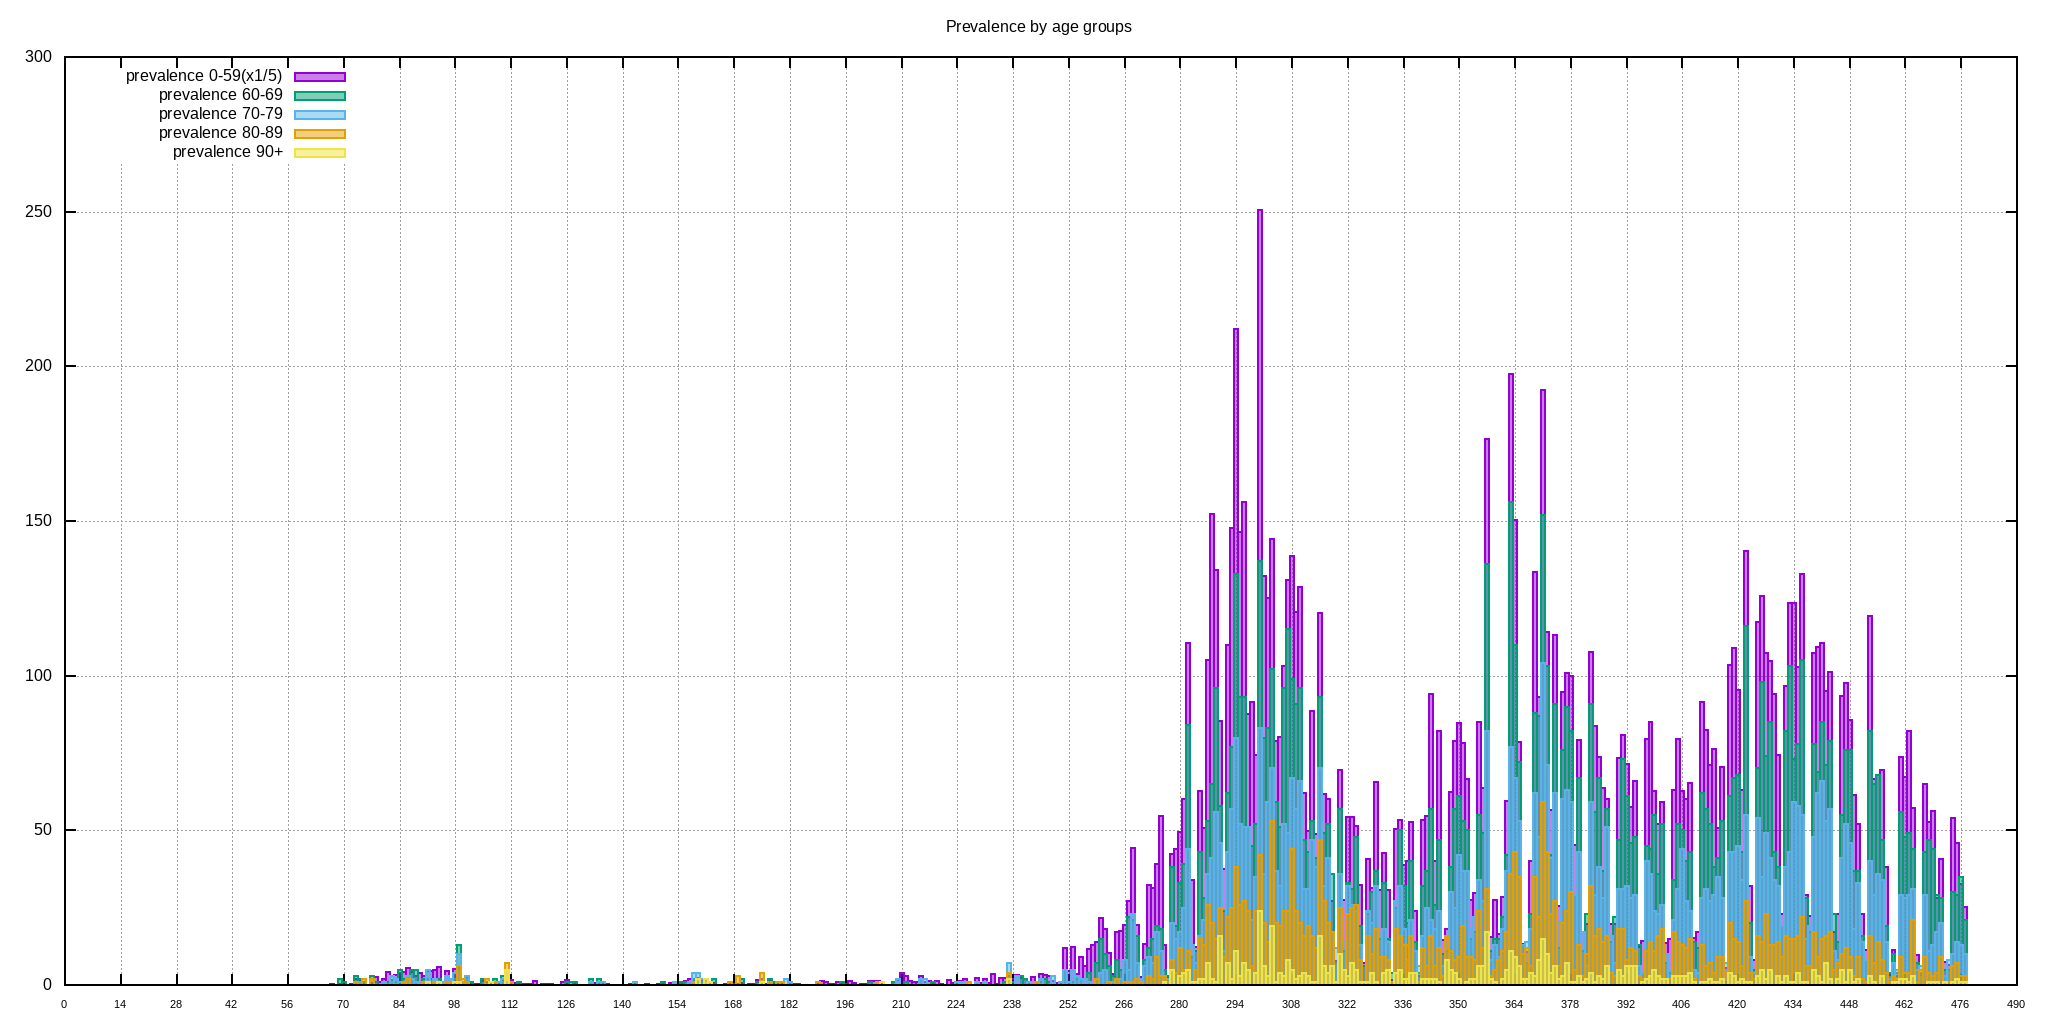 Prevalence by age groups
300
250
200
150
100
50
0
prevalence 0-59(x1/5)
prevalence 60-69
prevalence 70-79
prevalence 80-89
prevalence 90+
0 14 28 42 56 70 84 98 112 126 140 154 168 182 196 210 224 238 252 266 280 294 308 322 336 350 364 378 392 406 420 434 448 462 476 490